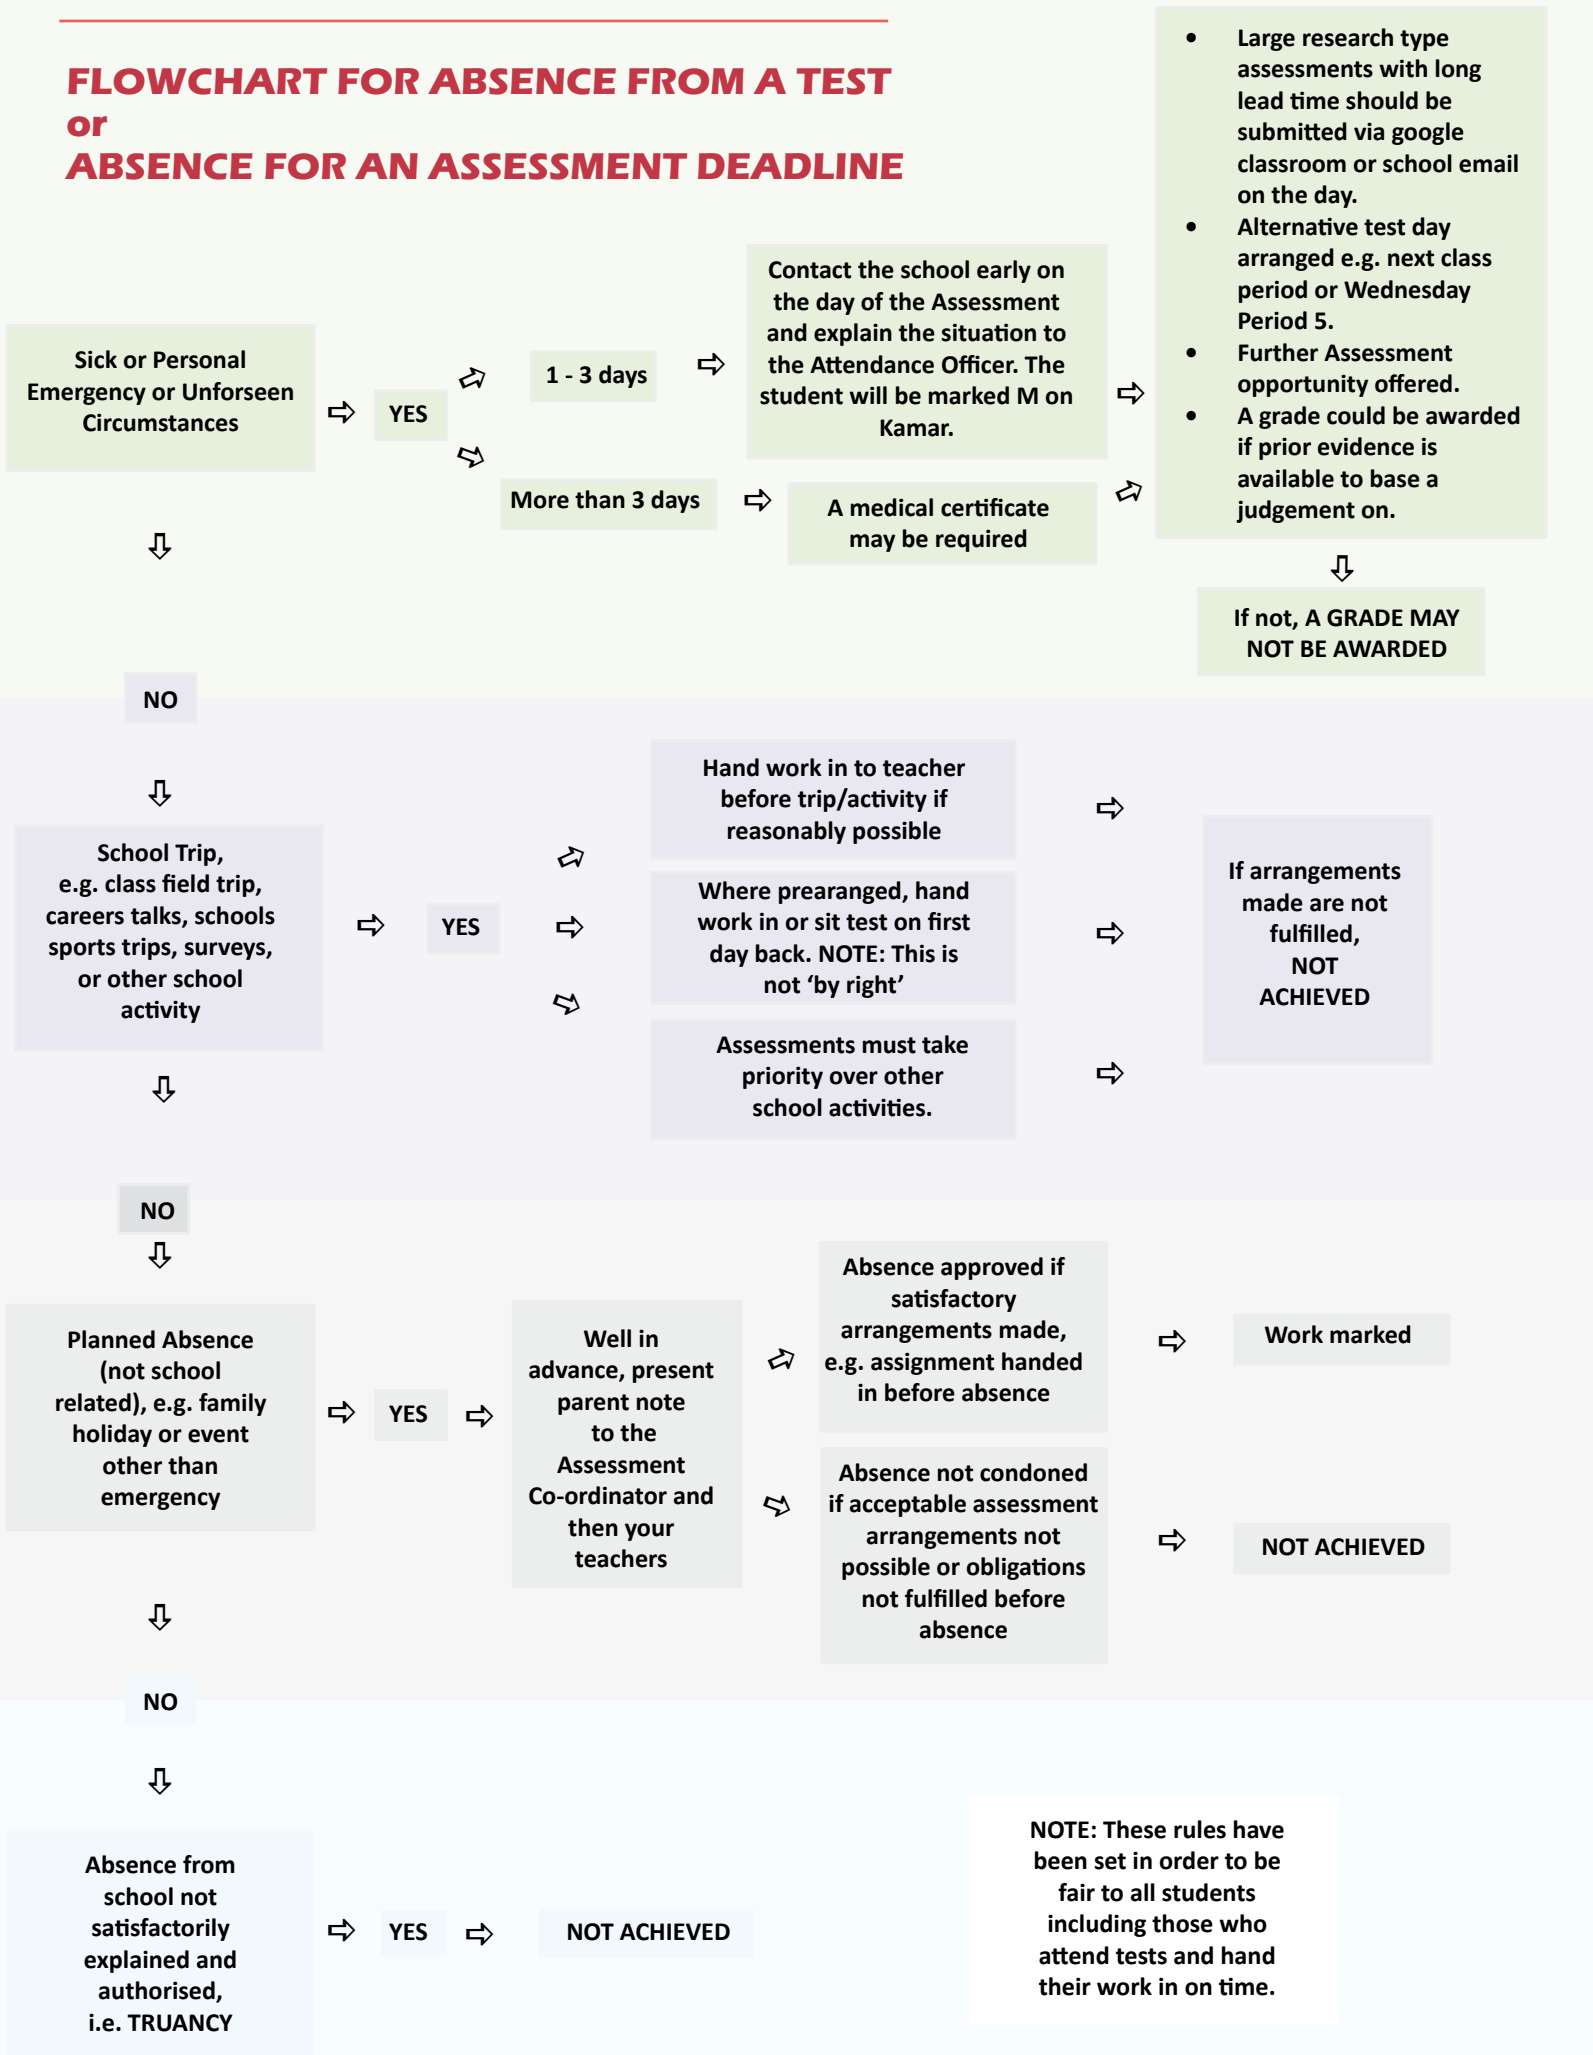 FLOWCHART FOR ABSENCE FROM A TEST
or
ABSENCE FOR AN ASSESSMENT DEADLINE
Sick or Personal
Emergency or Unforseen
Circumstances
YES
1 - 3 days
Contact the school early on
the day of the Assessment
and explain the situation to
the Attendance Officer. The
student will be marked M on
Kamar.
More than 3 days
A medical certificate
may be required
• Large research type
assessments with long
lead time should be
submitted via google
classroom or school email
on the day.
• Alternative test day
arranged e.g. next class
period or Wednesday
Period 5.
• Further Assessment
opportunity offered.
• A grade could be awarded
if prior evidence is
available to base a
judgement on.
If not, A GRADE MAY
NOT BE AWARDED
NO
School Trip,
e.g. class field trip,
careers talks, schools
sports trips, surveys,
or other school
activity
YES
Hand work in to teacher
before trip/activity if
reasonably possible
Where prearanged, hand
work in or sit test on first
day back. NOTE: This is
not ‘by right’
Assessments must take
priority over other
school activities.
If arrangements
made are not
fulfilled,
NOT
ACHIEVED
NO
Planned Absence
(not school
related), e.g. family
holiday or event
other than
emergency
YES
Well in
advance, present
parent note
to the
Assessment
Co-ordinator and
then your
teachers
Absence approved if
satisfactory
arrangements made,
e.g. assignment handed
in before absence
Work marked
Absence not condoned
if acceptable assessment
arrangements not
possible or obligations
not fulfilled before
absence
NOT ACHIEVED
NO
Absence from
school not
satisfactorily
explained and
authorised,
i.e. TRUANCY
YES
NOT ACHIEVED
NOTE: These rules have
been set in order to be
fair to all students
including those who
attend tests and hand
their work in on time.